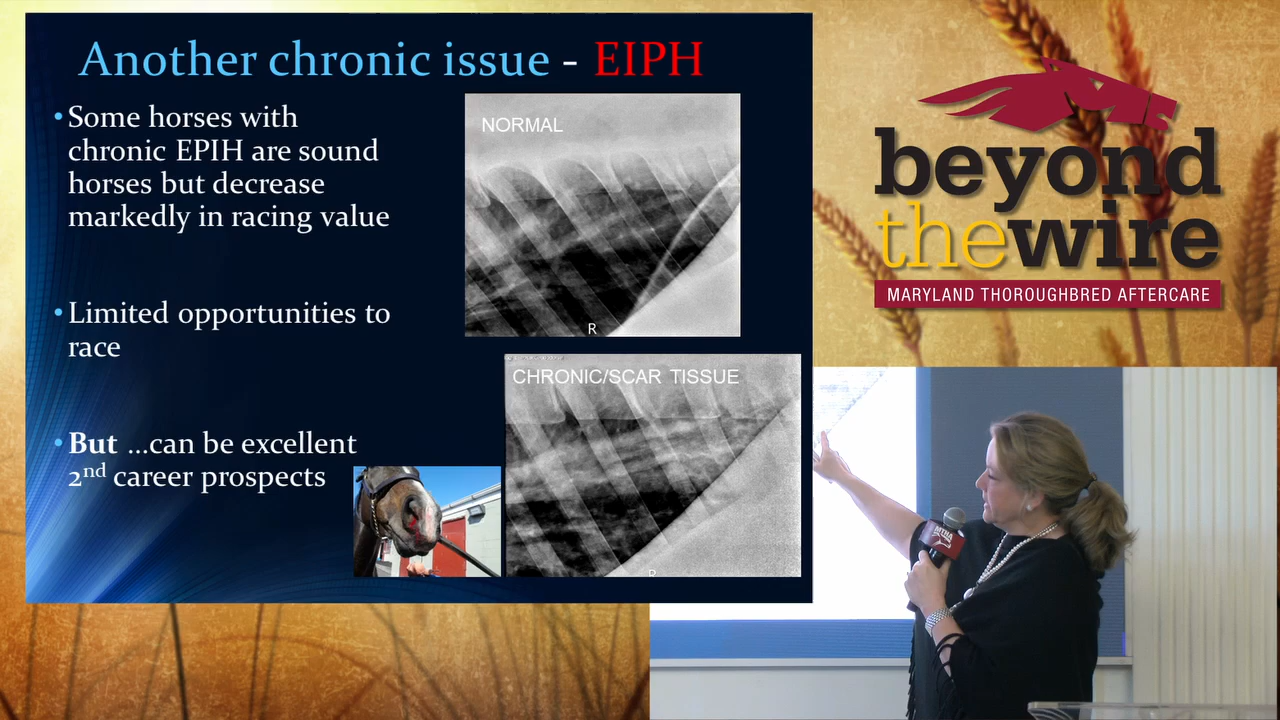 Another chronic issue - EIPH
• Some horses with
chronic EPIH are sound
horses but decrease
markedly in racing value
• Limited opportunities to
race
• But ...can be excellent
2nd career prospects
NORMAL
R
CHRONIC/SCAR TISSUE
beyond
thewire
MARYLAND THOROUGHBRED AFTERCARE